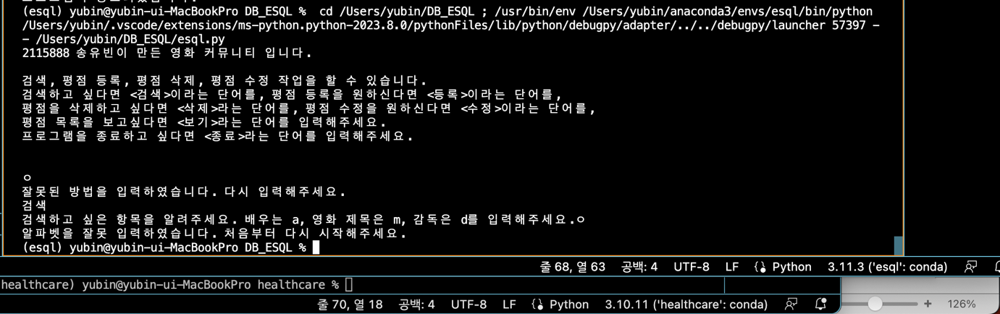 (esql) yubin@yubin-ui-MacBookPro DB_ESQL %  cd /Users/yubin/DB_ESQL ; /usr/bin/env /Users/yubin/anaconda3/envs/esql/bin/python
/Users/yubin/.vscode/extensions/ms-python.python-2023.8.0/pythonFiles/lib/python/debugpy/adapter/../../debugpy/launcher 57397 -
- /Users/yubin/DB_ESQL/esql.py
2115888 송유빈이 만든 영화 커뮤니티 입니다.
검색, 평점 등록, 평점 삭제, 평점 수정 작업을 할 수 있습니다.
검색하고 싶다면 <검색>이라는 단어를, 평점 등록을 원하신다면 <등록>이라는 단어를,
평점을 삭제하고 싶다면 <삭제>라는 단어를, 평점 수정을 원하신다면 <수정>이라는 단어를,
평점 목록을 보고싶다면 <보기>라는 단어를 입력해주세요.
프로그램을 종료하고 싶다면 <종료>라는 단어를 입력해주세요.
ㅇ
잘못된 방법을 입력하였습니다. 다시 입력해주세요.
검색
검색하고 싶은 항목을 알려주세요. 배우는 a, 영화 제목은 m, 감독은 d를 입력해주세요.ㅇ
알파벳을 잘못 입력하였습니다. 처음부터 다시 시작해주세요.
(esql) yubin@yubin-ui-MacBookPro DB_ESQL %
줄 68, 열 63 공백: 4 UTF-8 LF Python 3.11.3 ('esql': conda)
healthcare) yubin@yubin-ui-MacBookPro healthcare %
줄 70, 열 18 공백: 4 UTF-8 LF Python 3.10.11 ('healthcare': conda) 126%